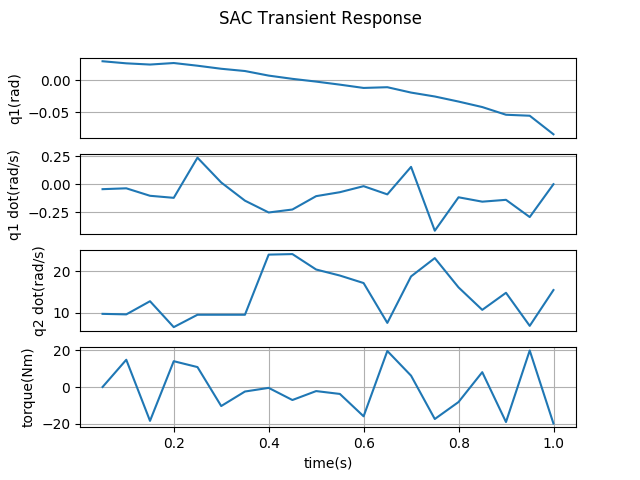 SAC Transient Response
q1(rad)
0.00
−0.05
q1 dot(rad/s)
0.25
0.00
−0.25
q2 dot(rad/s)
20
10
torque(Nm)
20
0
−20
0.2 0.4 0.6 0.8 1.0
time(s)